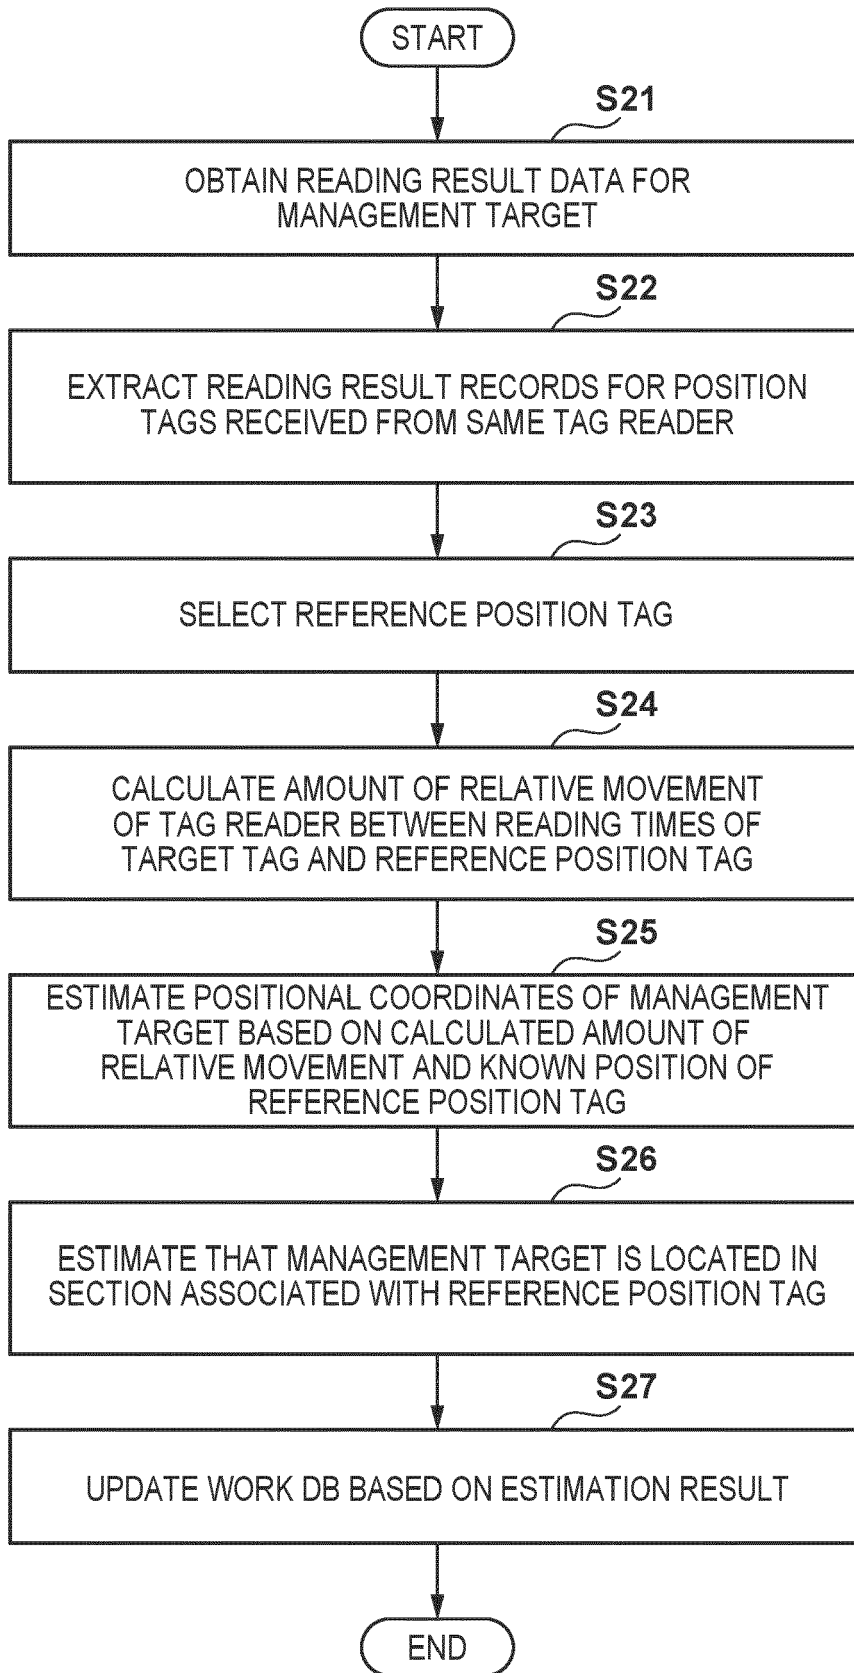 START
S21
OBTAIN READING RESULT DATA FOR
MANAGEMENT TARGET
S22
EXTRACT READING RESULT RECORDS FOR POSITION
TAGS RECEIVED FROM SAME TAG READER
S23
SELECT REFERENCE POSITION TAG
S24
CALCULATE AMOUNT OF RELATIVE MOVEMENT
OF TAG READER BETWEEN READING TIMES OF
TARGET TAG AND REFERENCE POSITION TAG
S25
ESTIMATE POSITIONAL COORDINATES OF MANAGEMENT
TARGET BASED ON CALCULATED AMOUNT OF
RELATIVE MOVEMENT AND KNOWN POSITION OF
REFERENCE POSITION TAG
S26
ESTIMATE THAT MANAGEMENT TARGET IS LOCATED IN
SECTION ASSOCIATED WITH REFERENCE POSITION TAG
S27
UPDATE WORK DB BASED ON ESTIMATION RESULT
END